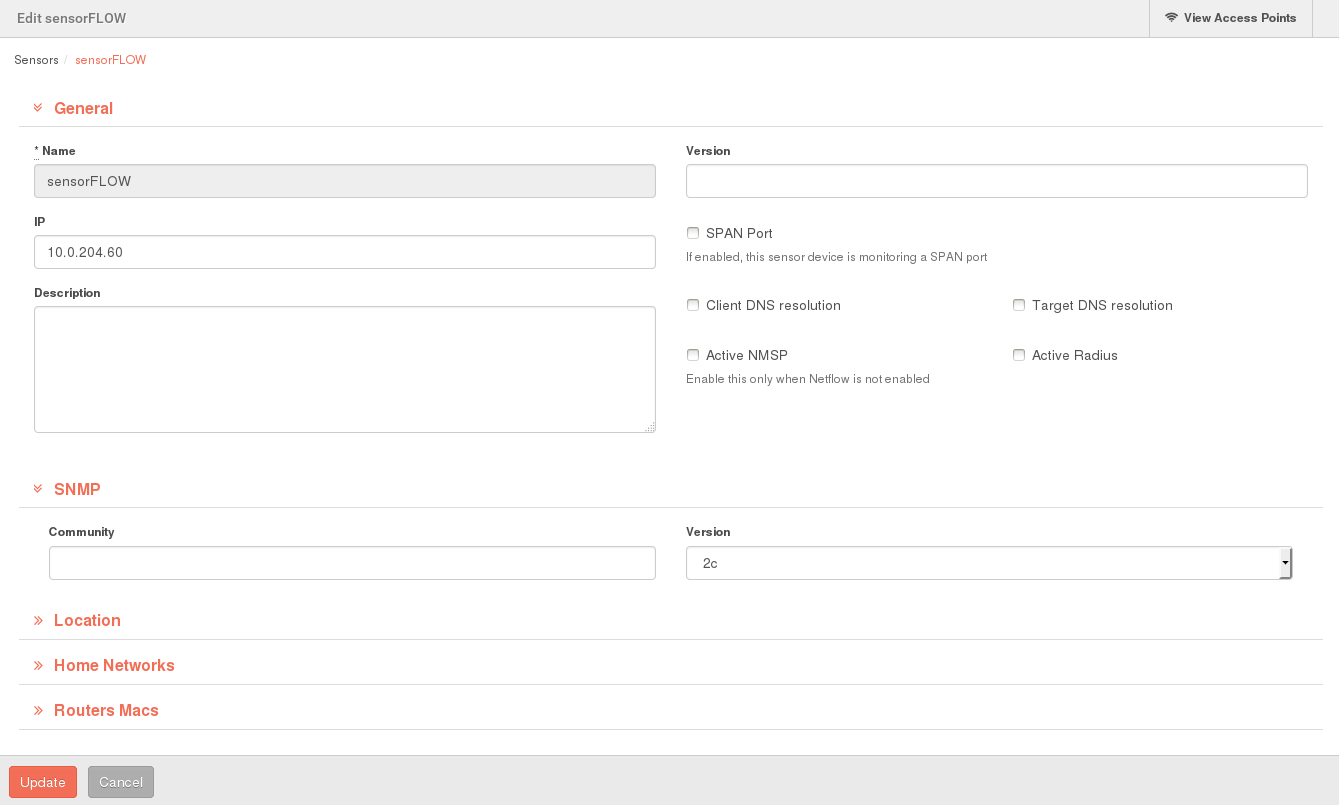 Edit sensorFLOW
View Access Points
Sensors / sensorFLOW
General
* Name
sensorFLOW
Version
IP
10.0.204.60
SPAN Port
If enabled, this sensor device is monitoring a SPAN port
Description
Client DNS resolution
Target DNS resolution
Active NMSP
Active Radius
Enable this only when Netflow is not enabled
SNMP
Community
Version
2c
Location
Home Networks
Routers Macs
Update
Cancel